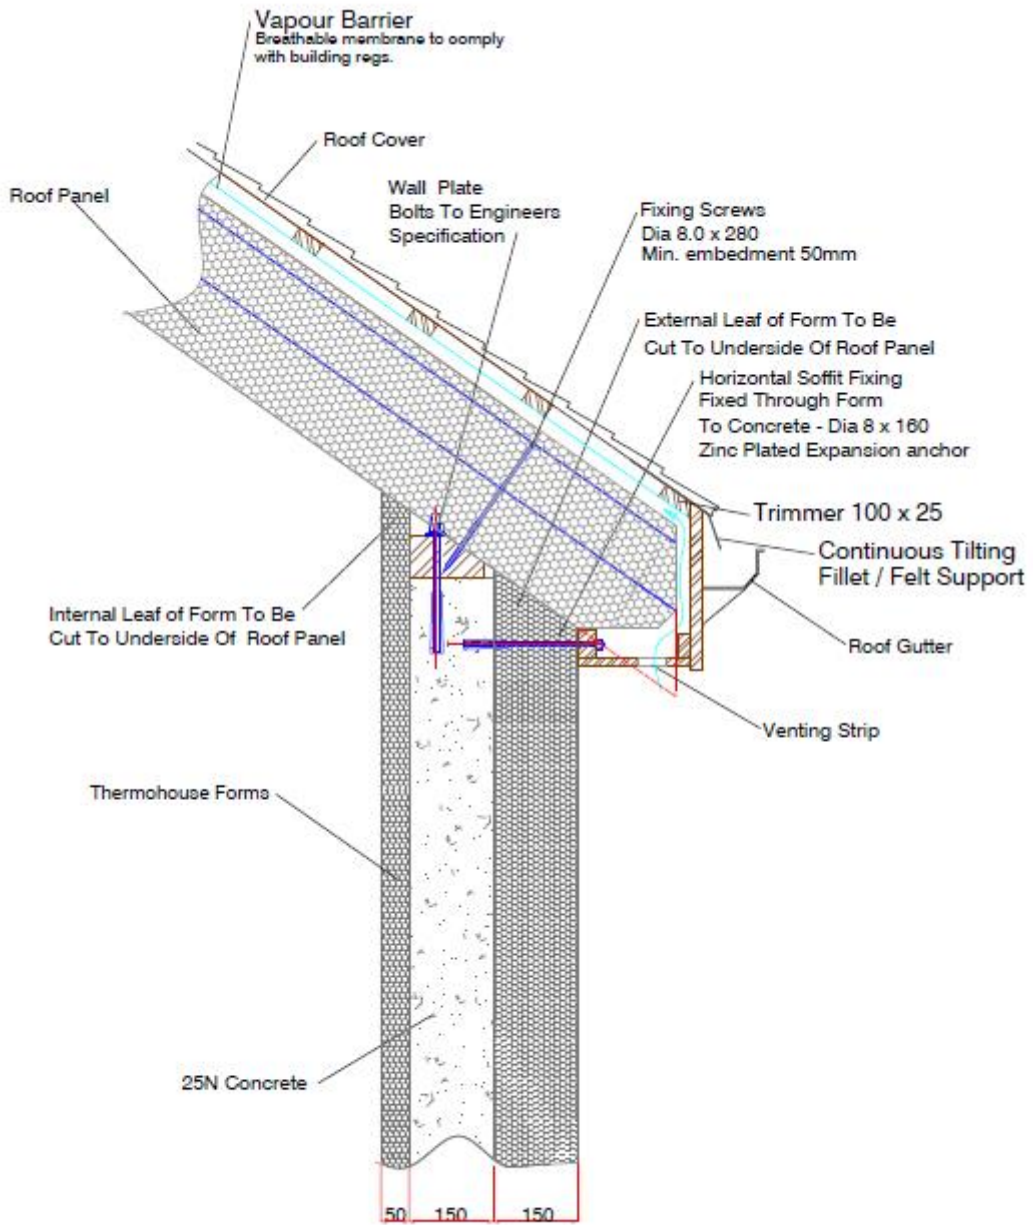 Vapour Barrier
Breathable membrane to comply
with building regs.
Roof Cover
Roof Panel
Wall Plate
Bolts To Engineers
Specification
Fixing Screws
Dia 8.0 x 280
Min. embedment 50mm
External Leaf of Form To Be
Cut To Underside Of Roof Panel
Horizontal Soffit Fixing
Fixed Through Form
To Concrete - Dia 8 x 160
Zinc Plated Expansion anchor
Trimmer 100 x 25
Continuous Tilting
Fillet / Felt Support
Internal Leaf of Form To Be
Cut To Underside Of Roof Panel
Roof Gutter
Venting Strip
Thermohouse Forms
25N Concrete
50 150 150